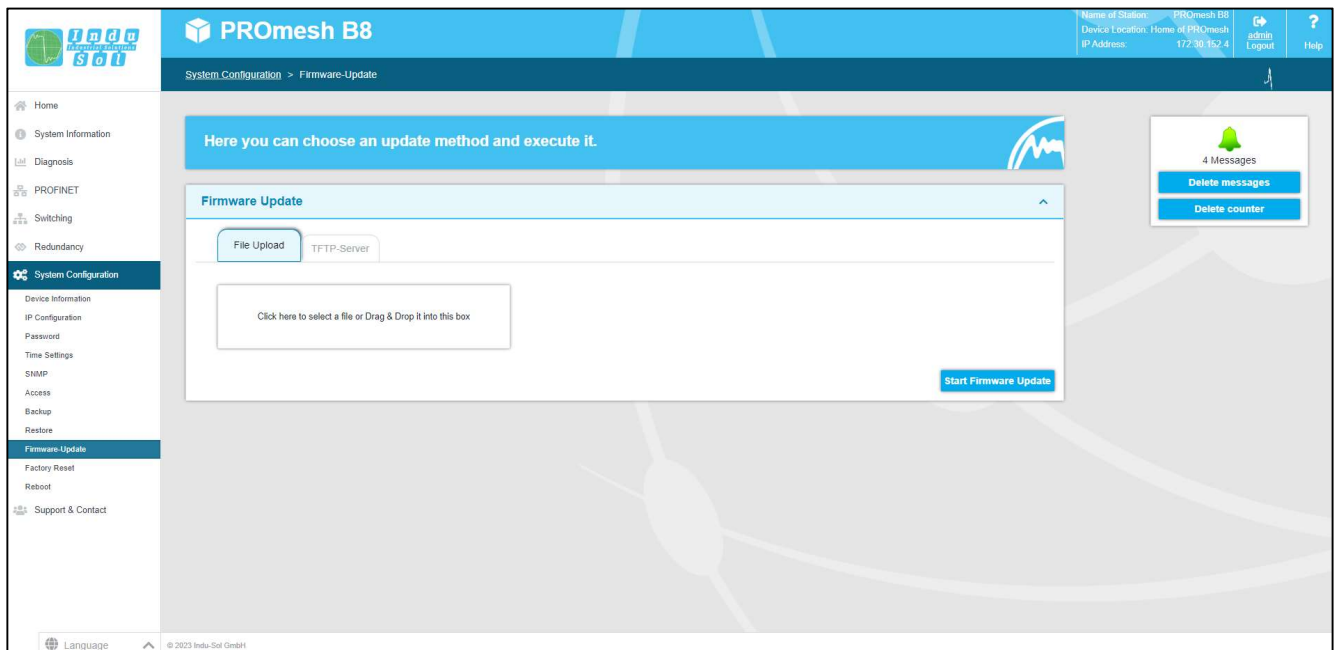 Indu
Industrial Solutions
Sol
PROmesh B8
Name of Station: PROmesh B8
Device Location: Home of PROmesh
IP Address: 172.30.152.4
admin
Logout
?
Help
System Configuration > Firmware-Update
Home
System Information
Diagnosis
PROFINET
Switching
Redundancy
System Configuration
Device Information
IP Configuration
Password
Time Settings
SNMP
Access
Backup
Restore
Firmware-Update
Factory Reset
Reboot
Support & Contact
Language
Here you can choose an update method and execute it.
Firmware Update
File Upload
TFTP-Server
Click here to select a file or Drag & Drop it into this box
Start Firmware Update
4 Messages
Delete messages
Delete counter
© 2023 Indu-Sol GmbH